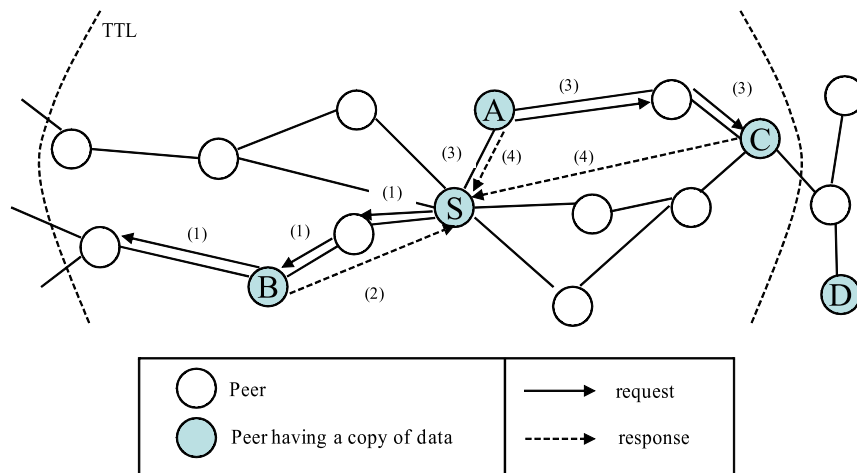 TTL
A
(3)
(3)
C
(3)
(4)
(4)
(1)
S
(1)
(1)
B
(2)
D
Peer
request
Peer having a copy of data
response